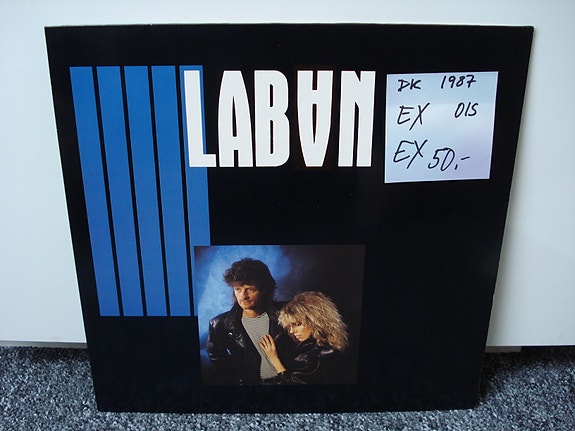 LABAN
DK 1987
EX OIS
EX 50,-